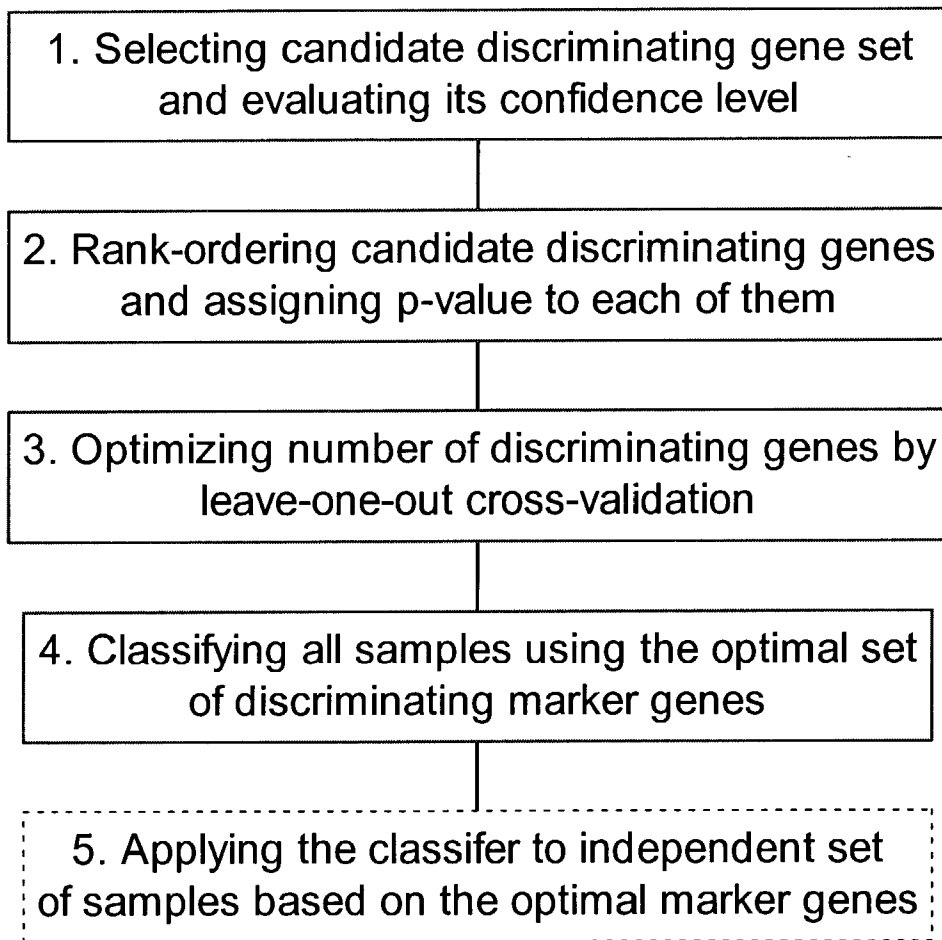 1. Selecting candidate discriminating gene set
and evaluating its confidence level
2. Rank-ordering candidate discriminating genes
and assigning p-value to each of them
3. Optimizing number of discriminating genes by
leave-one-out cross-validation
4. Classifying all samples using the optimal set
of discriminating marker genes
5. Applying the classifer to independent set
of samples based on the optimal marker genes